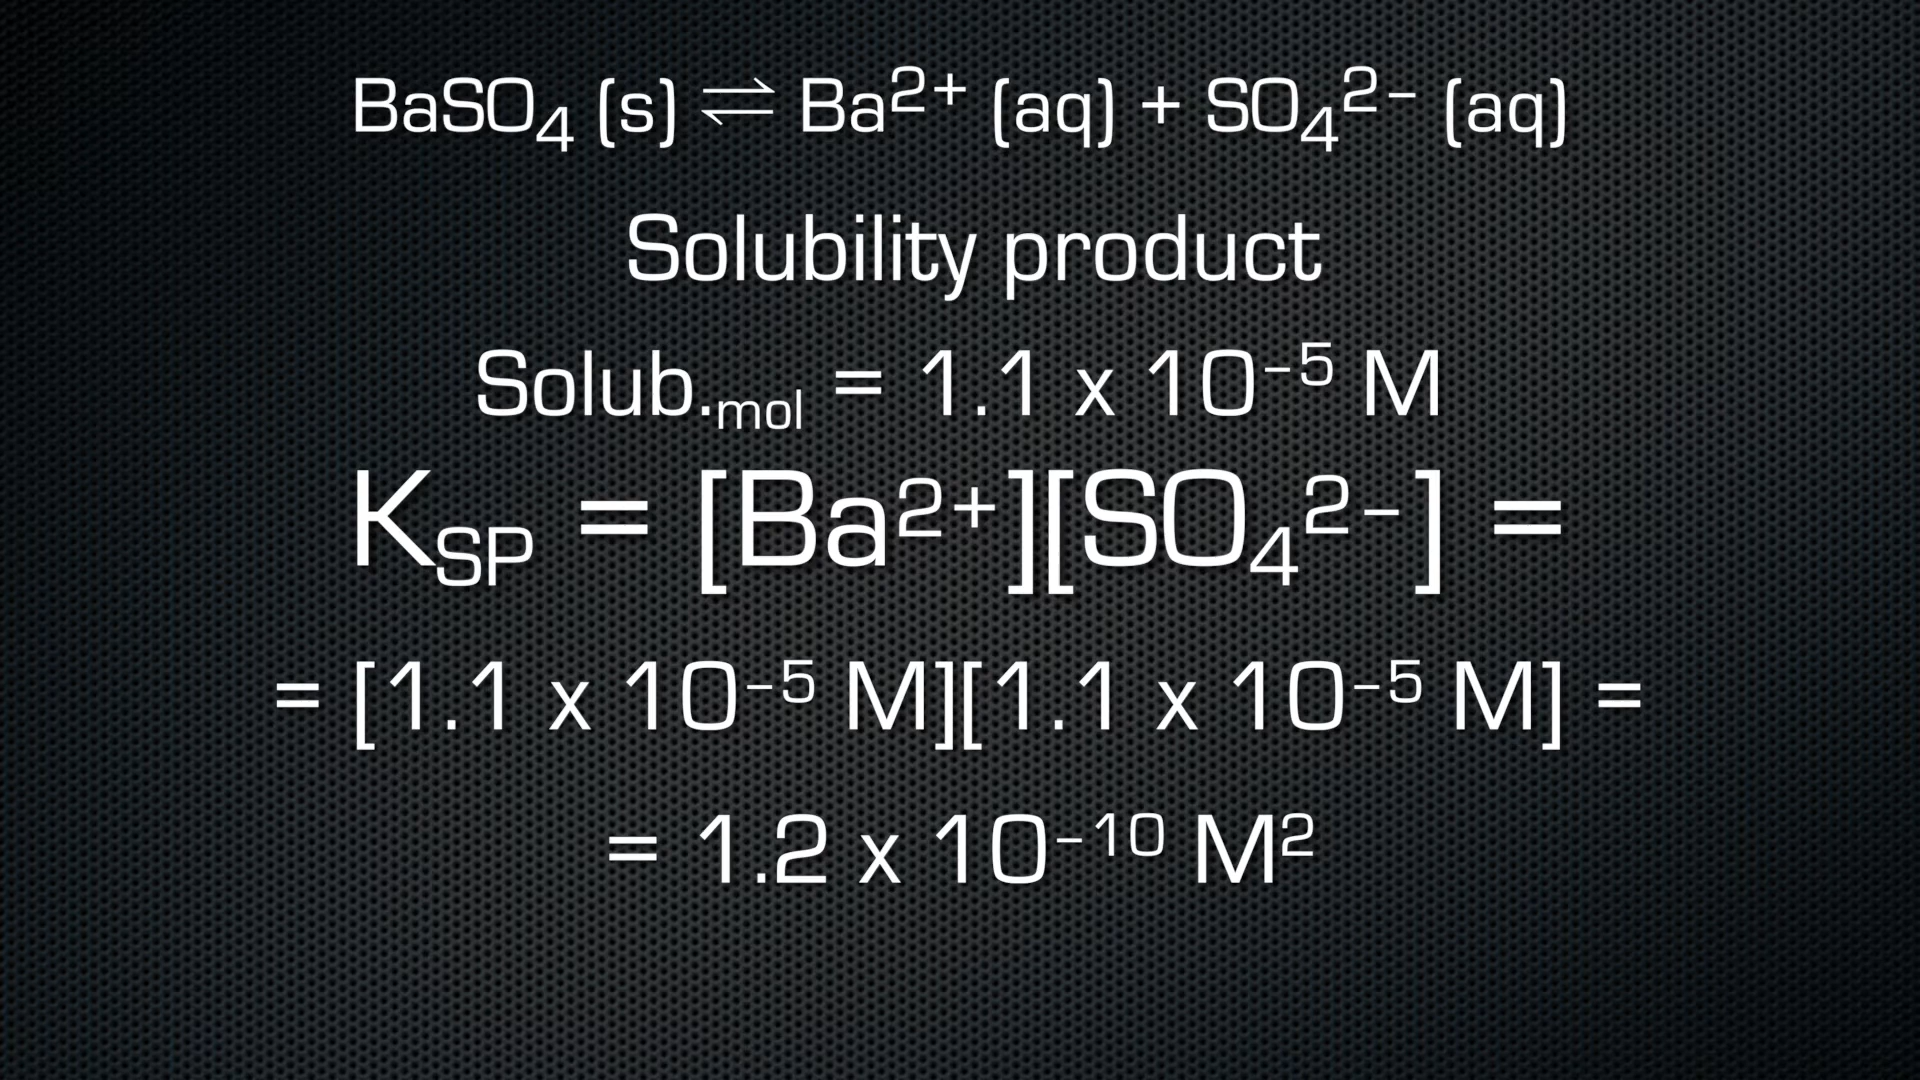 BaSO₄ (s) ⇌ Ba²⁺ (aq) + SO₄²⁻ (aq)
Solubility product
Solub.mol = 1.1 x 10⁻⁵ M
K_SP = [Ba²⁺][SO₄²⁻] =
= [1.1 x 10⁻⁵ M][1.1 x 10⁻⁵ M] =
= 1.2 x 10⁻¹⁰ M²